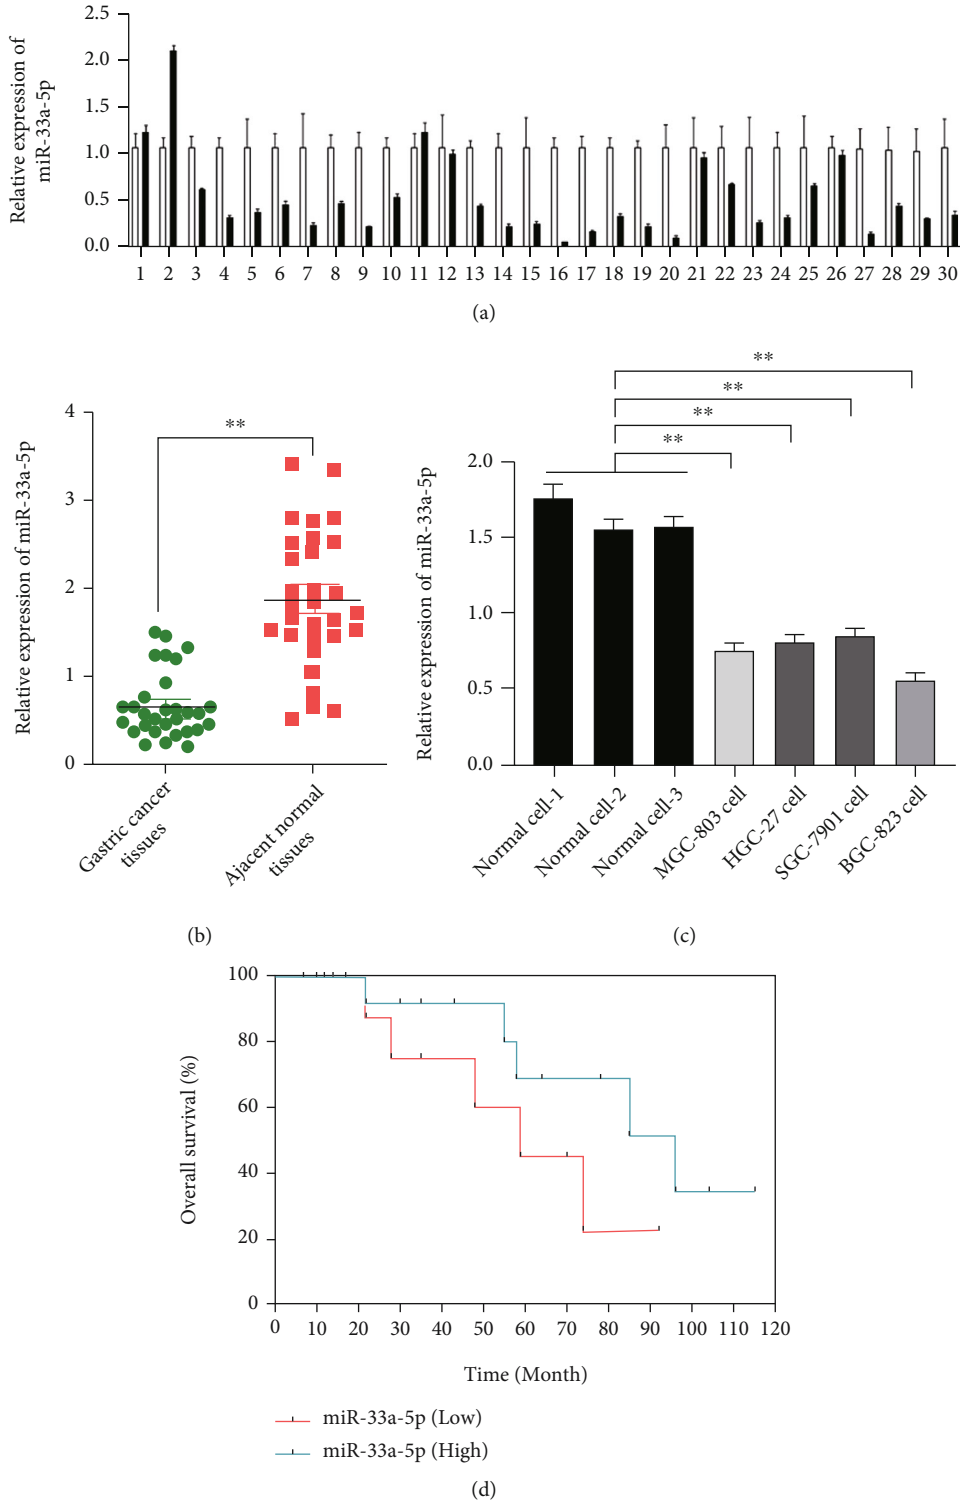 Relative expression of
miR-33a-5p
2.5
2.0
1.5
1.0
0.5
0.0
1 2 3 4 5 6 7 8 9 10 11 12 13 14 15 16 17 18 19 20 21 22 23 24 25 26 27 28 29 30
(a)
Relative expression of miR-33a-5p
4
3
2
1
0
**
Gastric cancer
tissues
Ajacent normal
tissues
(b)
Relative expression of miR-33a-5p
2.0
1.5
1.0
0.5
0.0
**
**
**
**
Normal cell-1
Normal cell-2
Normal cell-3
MGC-803 cell
HGC-27 cell
SGC-7901 cell
BGC-823 cell
(c)
Overall survival (%)
100
80
60
40
20
0
0 10 20 30 40 50 60 70 80 90 100 110 120
Time (Month)
miR-33a-5p (Low)
miR-33a-5p (High)
(d)